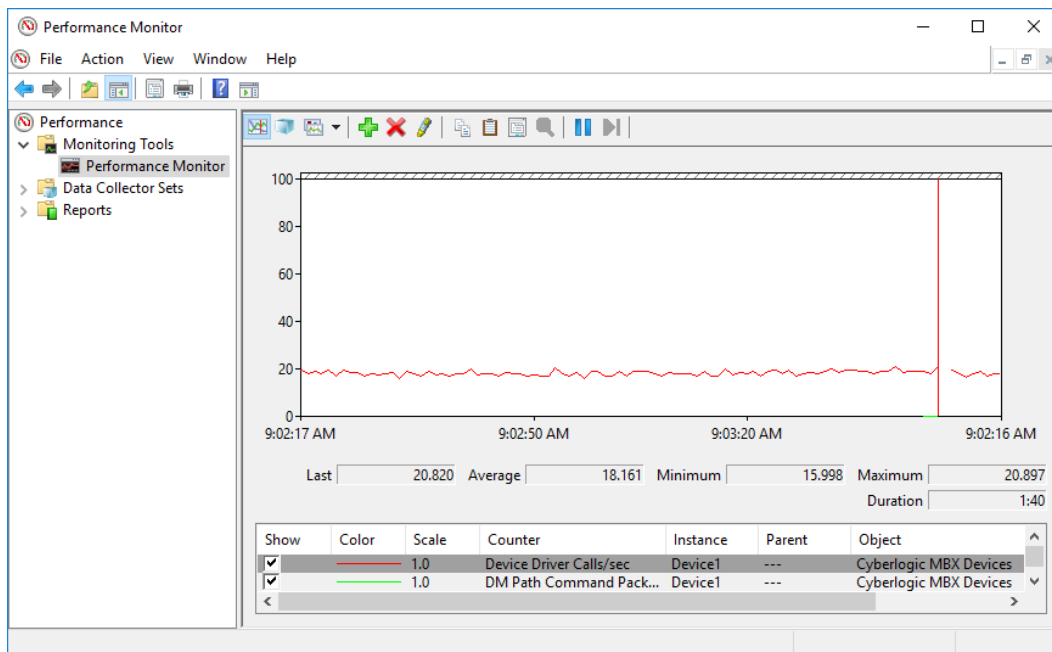 Performance Monitor
File Action View Window Help
Performance
Monitoring Tools
Performance Monitor
Data Collector Sets
Reports
100
80
60
40
20
0
9:02:17 AM 9:02:50 AM 9:03:20 AM 9:02:16 AM
Last 20.820 Average 18.161 Minimum 15.998 Maximum 20.897
Duration 1:40
Show Color Scale Counter Instance Parent Object
1.0 Device Driver Calls/sec Device1 --- Cyberlogic MBX Devices
1.0 DM Path Command Pack... Device1 --- Cyberlogic MBX Devices